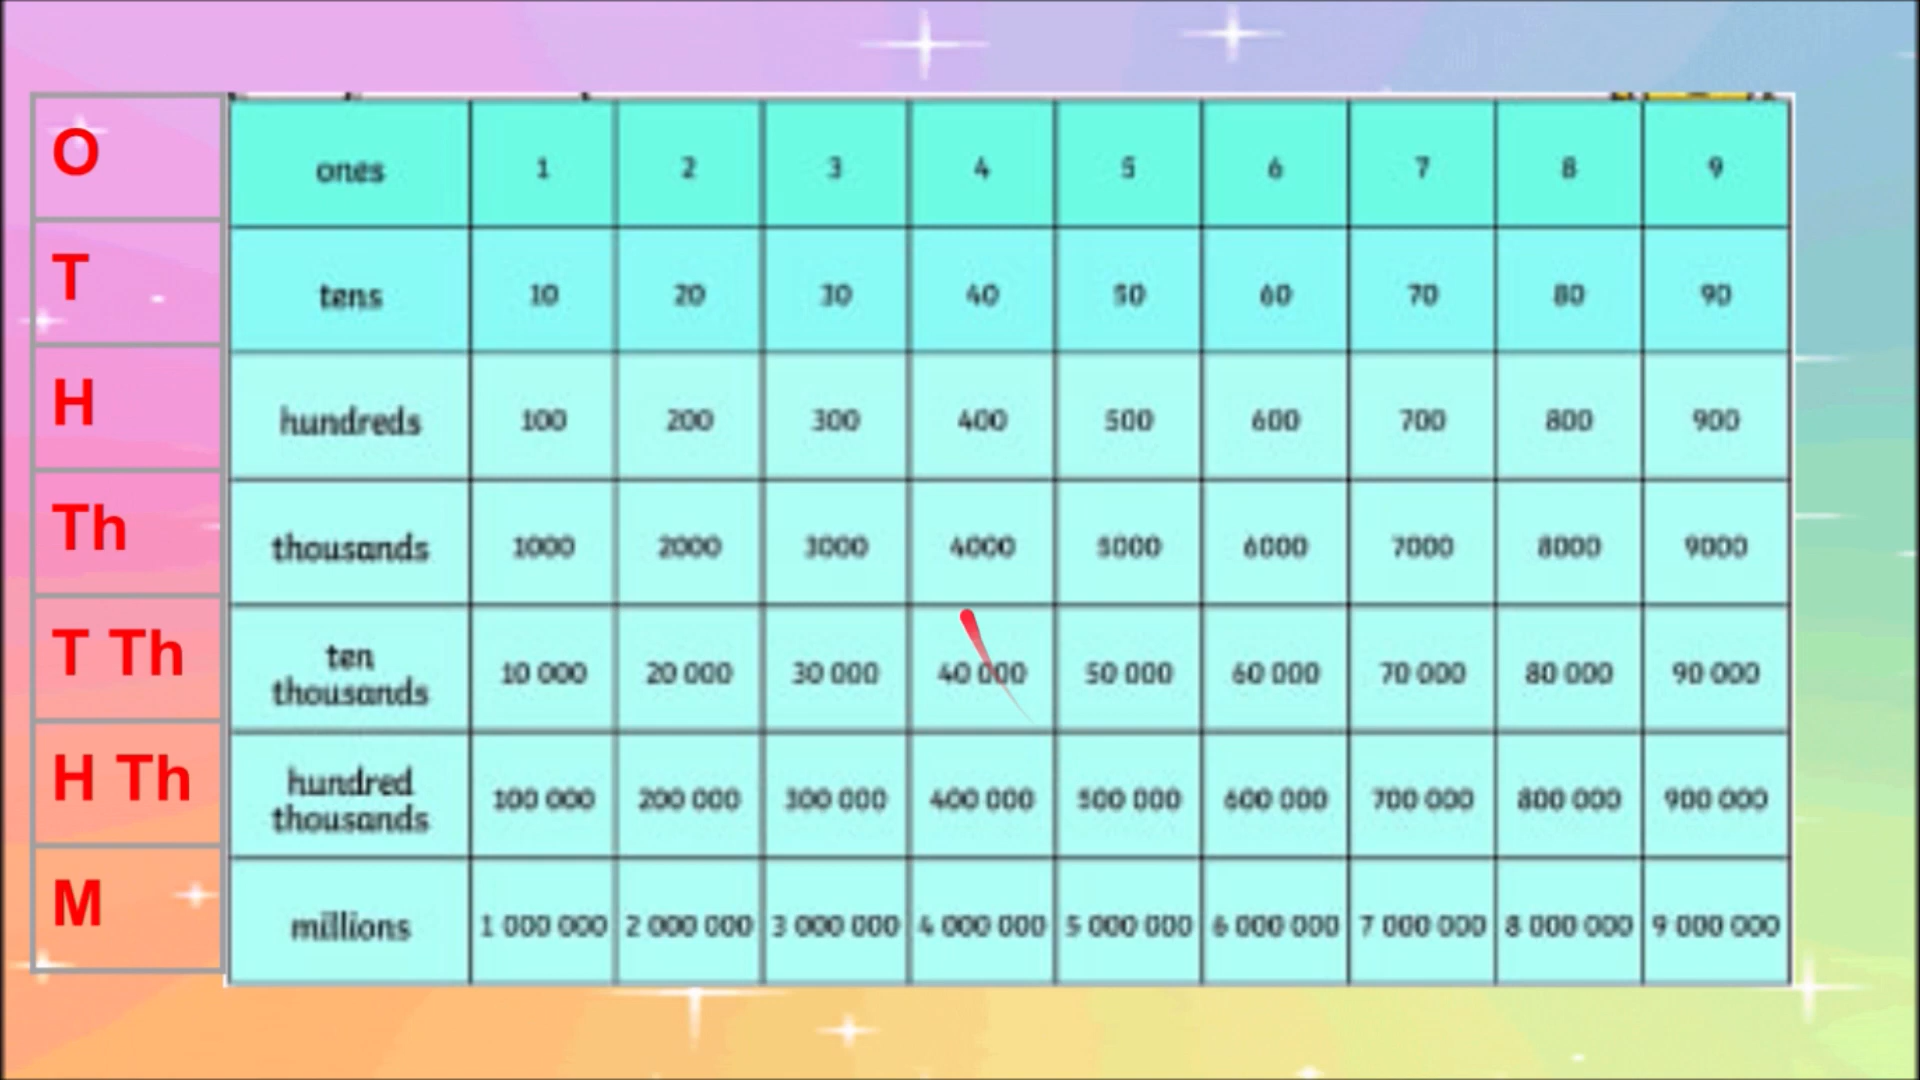 O ones 1 2 3 4 5 6 7 8 9
T tens 10 20 30 40 50 60 70 80 90
H hundreds 100 200 300 400 500 600 700 800 900
Th thousands 1000 2000 3000 4000 5000 6000 7000 8000 9000
T Th ten thousands 10 000 20 000 30 000 40 000 50 000 60 000 70 000 80 000 90 000
H Th hundred thousands 100 000 200 000 300 000 400 000 500 000 600 000 700 000 800 000 900 000
M millions 1 000 000 2 000 000 3 000 000 4 000 000 5 000 000 6 000 000 7 000 000 8 000 000 9 000 000